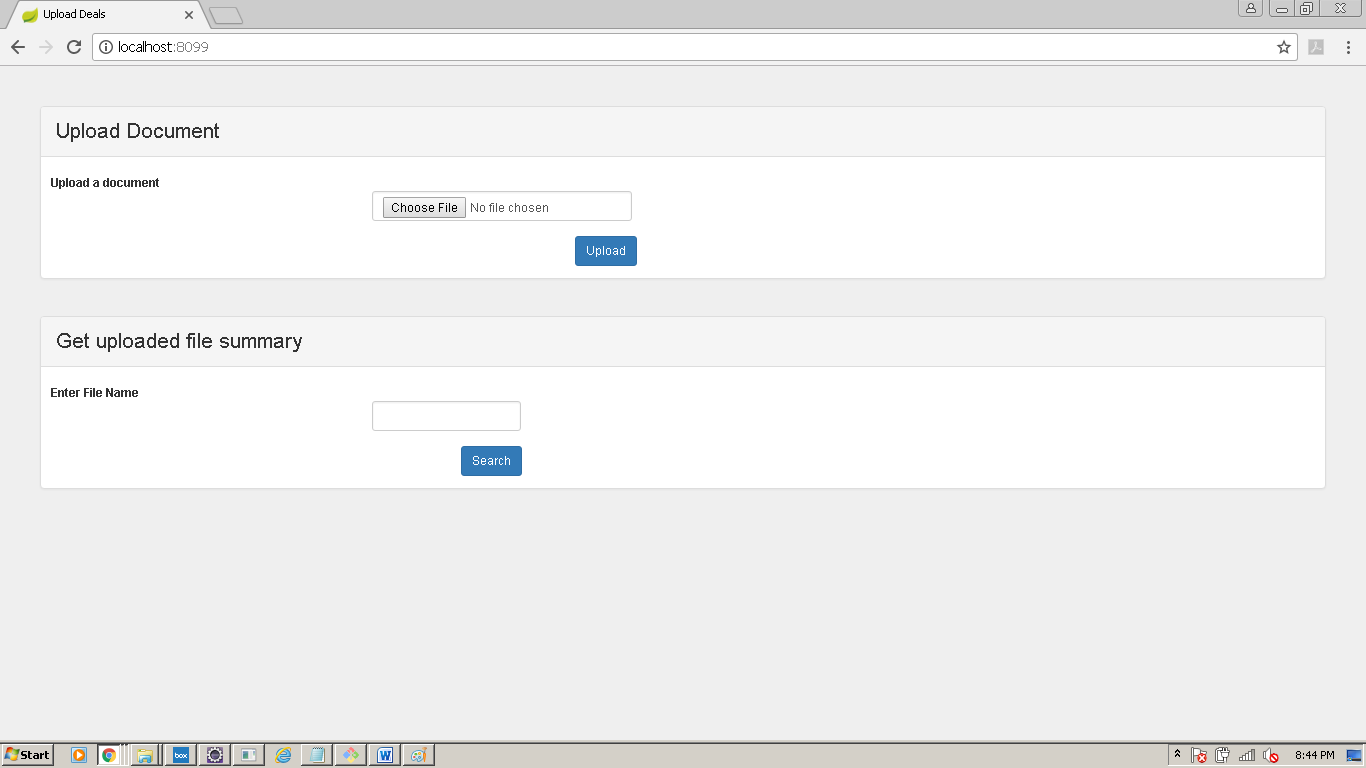 Upload Deals
localhost:8099
Upload Document
Upload a document
Choose File No file chosen
Upload
Get uploaded file summary
Enter File Name
Search
Start
box
W
8:44 PM